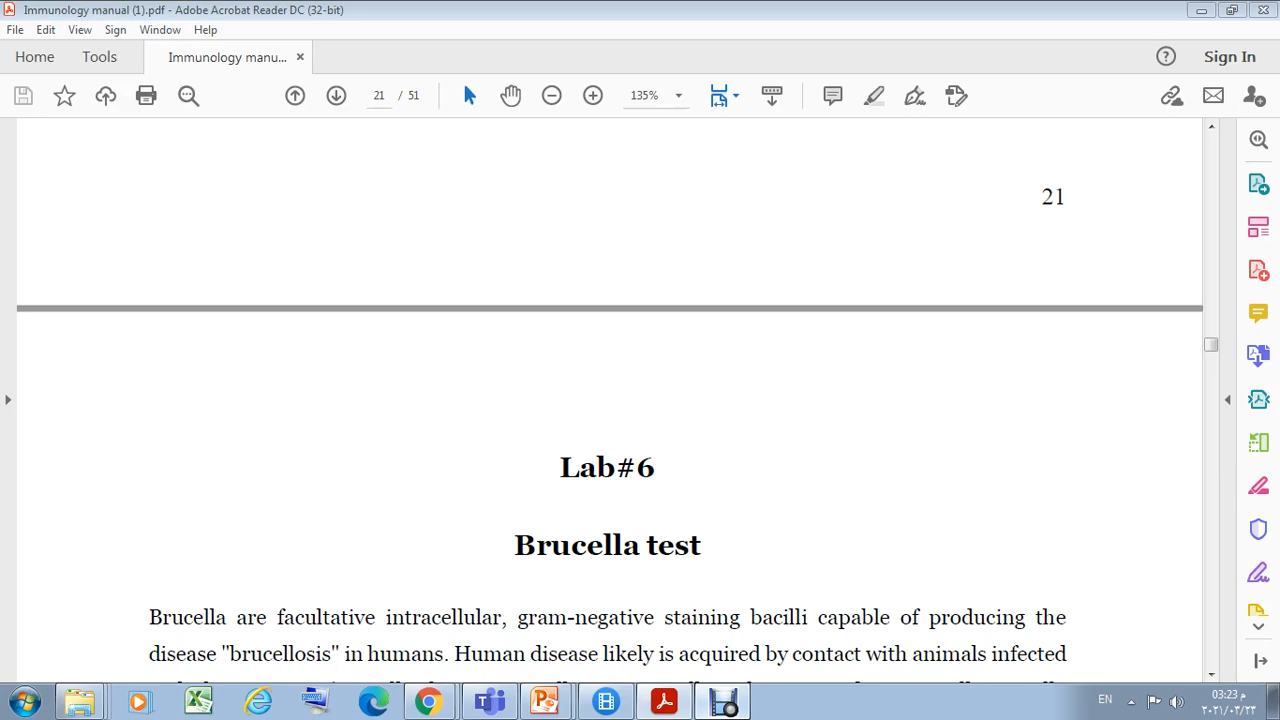 Immunology manual (1).pdf - Adobe Acrobat Reader DC (32-bit)
File Edit View Sign Window Help
Home Tools Immunology manu... × Sign In
21 / 51 135%
21
Lab#6
Brucella test
Brucella are facultative intracellular, gram-negative staining bacilli capable of producing the
disease "brucellosis" in humans. Human disease likely is acquired by contact with animals infected
EN
03:23 م
٢٠٢١/٠٣/٢٣